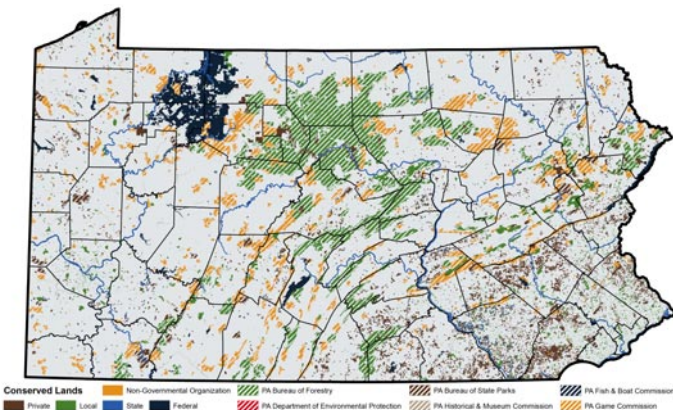 Conserved Lands
Non-Governmental Organization
PA Bureau of Forestry
PA Bureau of State Parks
PA Fish & Boat Commission
Private
Local
State
Federal
PA Department of Environmental Protection
PA Historical & Museum Commission
PA Game Commission